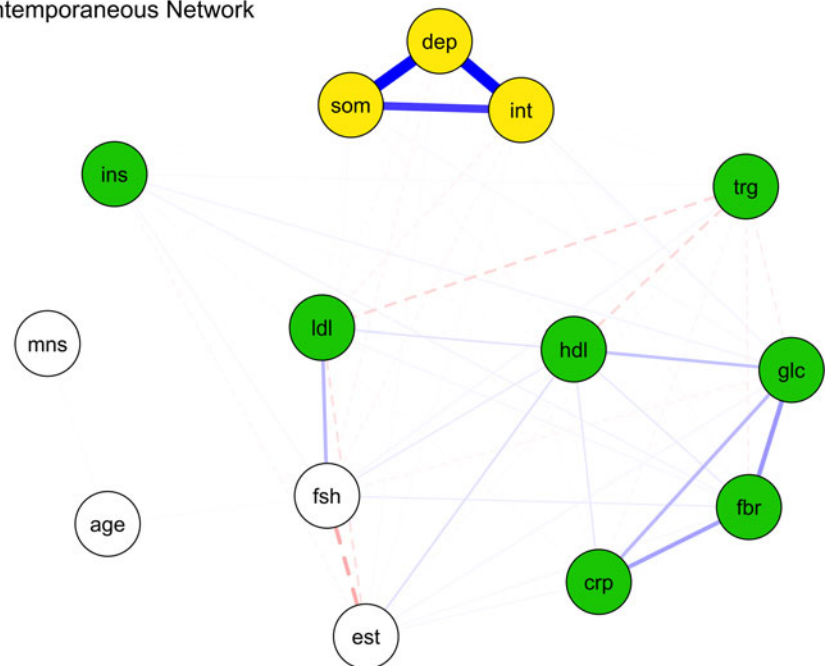 ntemporaneous Network
dep
som
int
ins
trg
ldl
mns
hdl
glc
fsh
fbr
age
crp
est